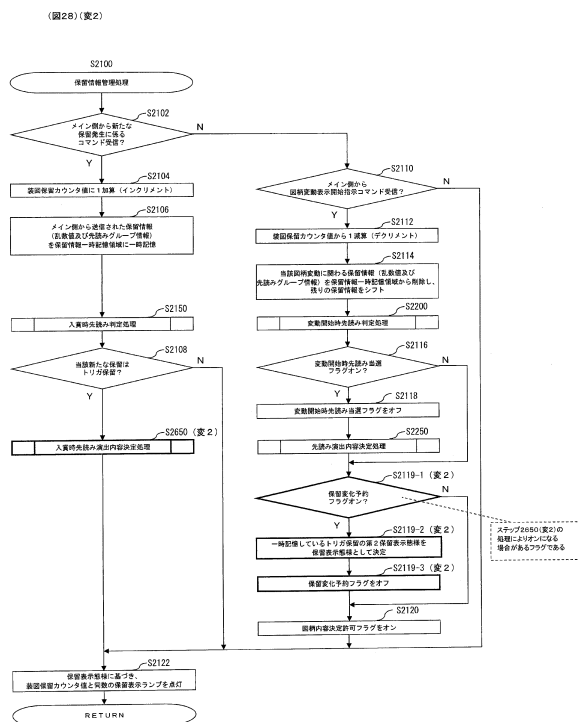 (図28)(変2)
S2100
保留情報管理処理
S2102
メイン側から新たな
保留発生に係る
コマンド受信?
N
Y
S2104
装図保留カウンタ値に1加算(インクリメント)
S2106
メイン側から送信された保留情報
(乱数値及び先読みグループ情報)
を保留情報一時記憶領域に一時記憶
S2150
入賞時先読み判定処理
S2108
当該新たな保留は
トリガ保留?
N
Y
S2650(変2)
入賞時先読み演出内容決定処理
S2110
メイン側から
図柄変動表示開始指示コマンド受信?
N
Y
S2112
装図保留カウンタ値から1減算(デクリメント)
S2114
当該図柄変動に関わる保留情報(乱数値及び
先読みグループ情報)を保留情報一時記憶領域から削除し、
残りの保留情報をシフト
S2200
変動開始時先読み判定処理
S2116
変動開始時先読み当選
フラグオン?
N
Y
S2118
変動開始時先読み当選フラグをオフ
S2250
先読み演出内容決定処理
S2119-1(変2)
保留変化予約
フラグオン?
N
Y
ステップ2650(変2)の
処理によりオンになる
場合があるフラグである
S2119-2(変2)
一時記憶しているトリガ保留の第2保留表示態様を
保留表示態様として決定
S2119-3(変2)
保留変化予約フラグをオフ
S2120
図柄内容決定許可フラグをオン
S2122
保留表示態様に基づき、
装図保留カウンタ値と同数の保留表示ランプを点灯
RETURN